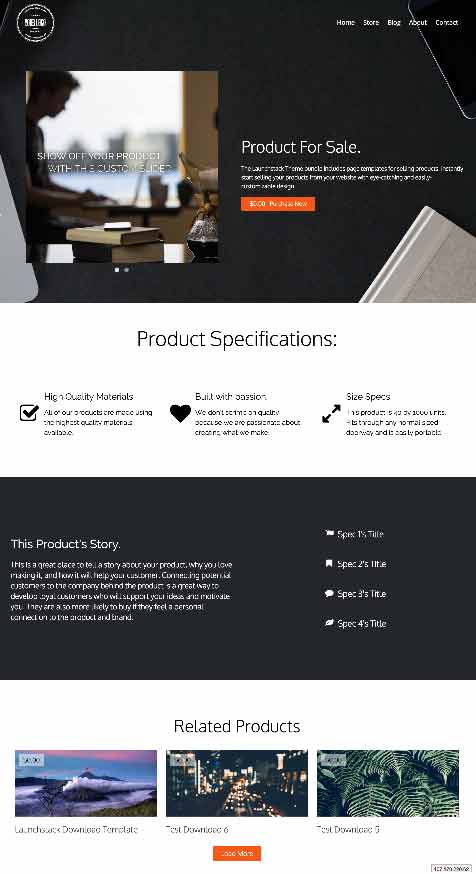 Home Store Blog About Contact
SHOW OFF YOUR PRODUCT
WITH THIS CUSTOM SLIDER
Product For Sale.
The Launchstack Theme bundle includes page templates for selling products. Instantly
start selling your products from your website with eye-catching and easily-
customizable design.
$0.00 Purchase Now
Product Specifications:
High Quality Materials
All of our products are made using
the highest quality materials
available.
Built with passion
We don't scrimp on quality
because we are passionate about
creating what we make.
Size Specs
This product is 40 by 1000 units.
Fits through any normal sized
doorway and is easily portable
This Product's Story.
This is a great place to tell a story about your product, why you love
making it, and how it will help your customer. Connecting potential
customers to the company behind the product is a great way to
develop loyal customers who will support your ideas and motivate
you. They are also more likely to buy if they feel a personal
connection to the product and brand.
Spec 1's Title
Spec 2's Title
Spec 3's Title
Spec 4's Title
Related Products
Launchstack Download Template
Test Download 6
Test Download 5
Load More